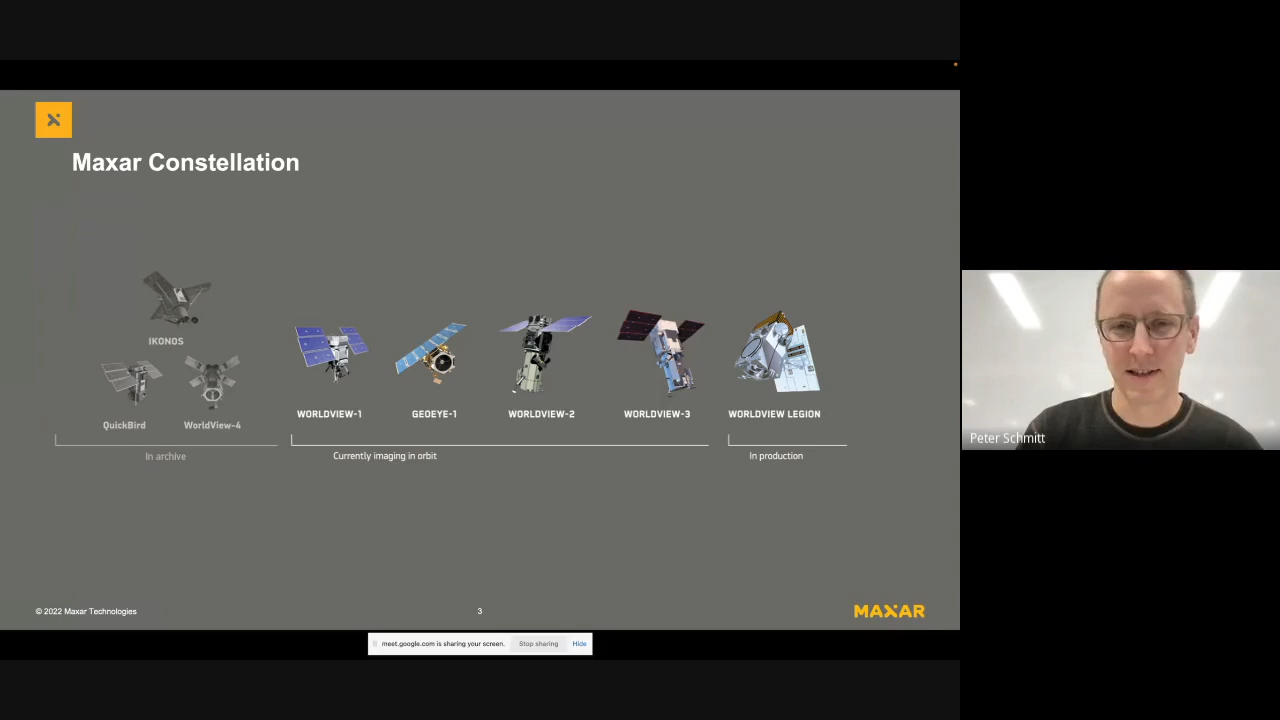 Maxar Constellation
IKONOS
QuickBird
WorldView-4
WORLDVIEW-1
GEOEYE-1
WORLDVIEW-2
WORLDVIEW-3
WORLDVIEW LEGION
In archive
Currently imaging in orbit
In production
© 2022 Maxar Technologies
3
MAXAR
meet.google.com is sharing your screen.
Stop sharing
Hide
Peter Schmitt